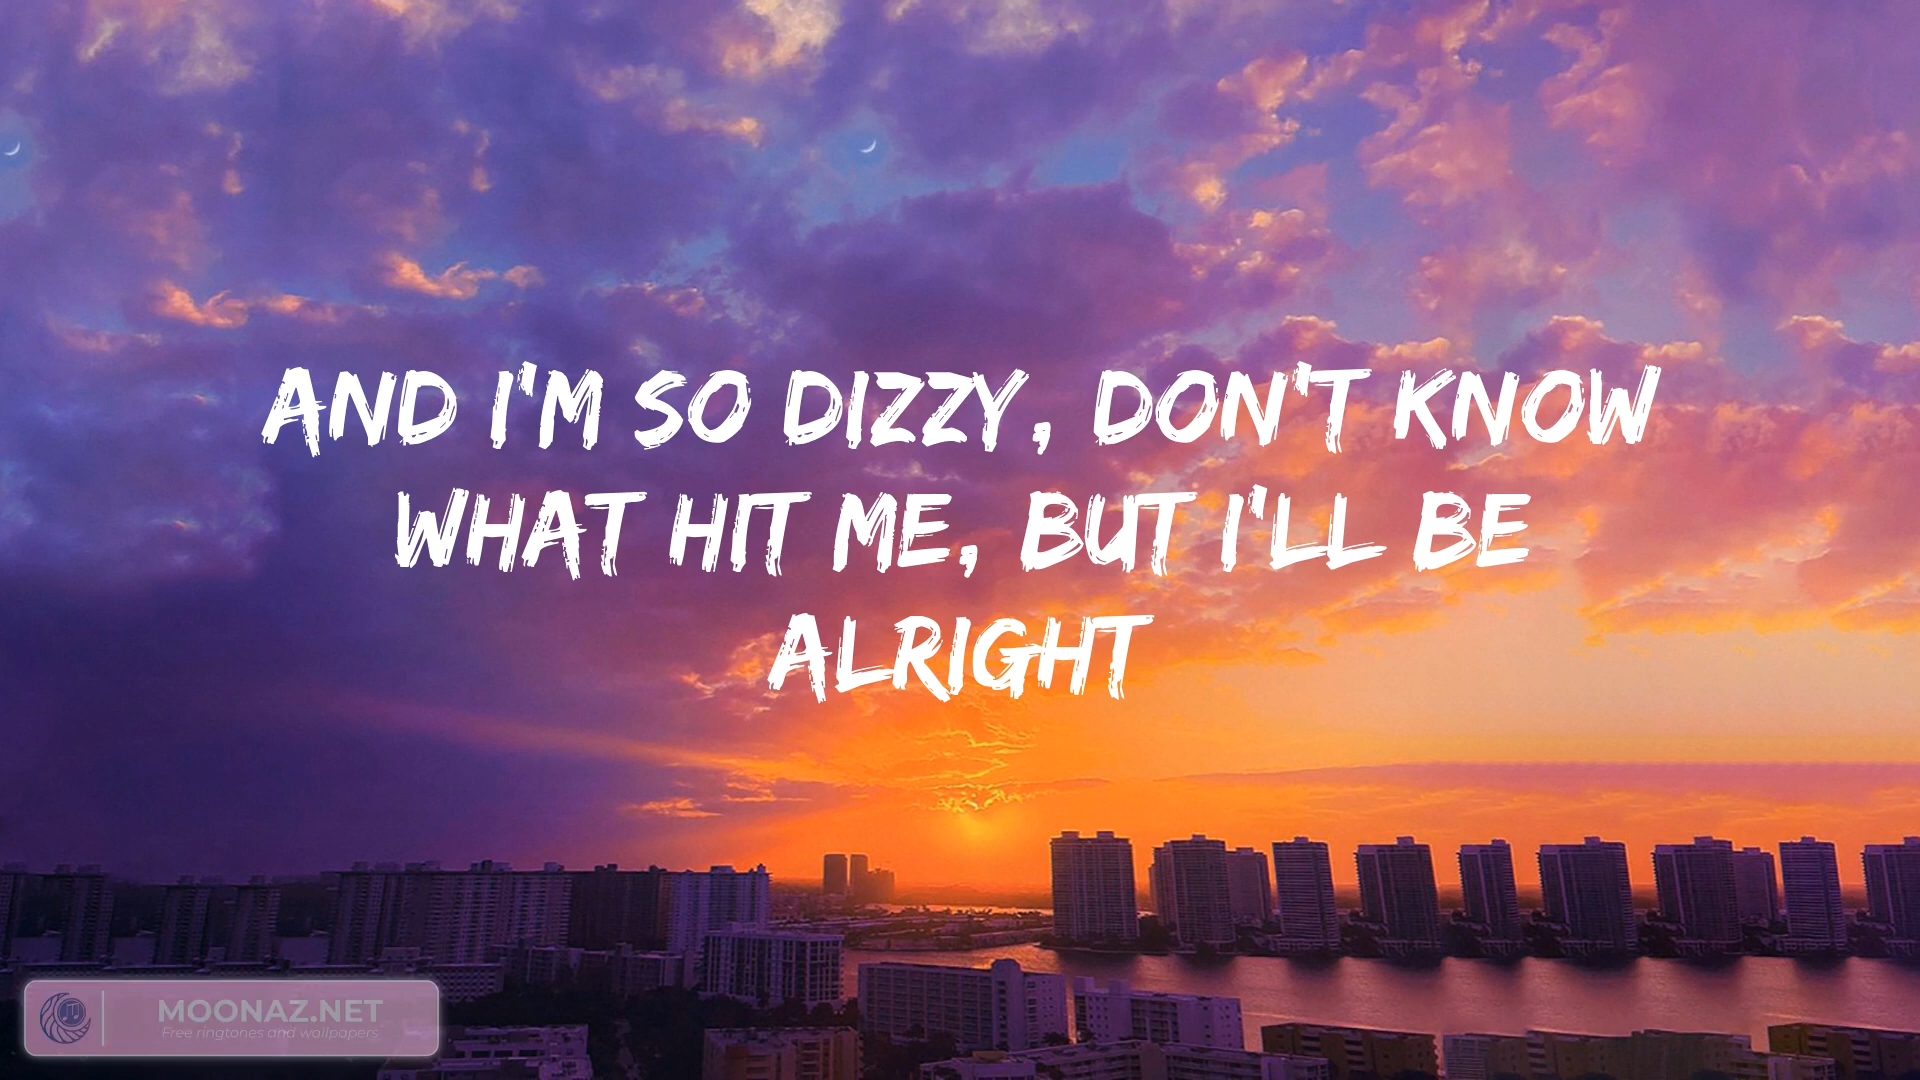 AND I'M SO DIZZY, DON'T KNOW
WHAT HIT ME, BUT I'LL BE
ALRIGHT
MOONAZ.NET
Free ringtones and wallpapers